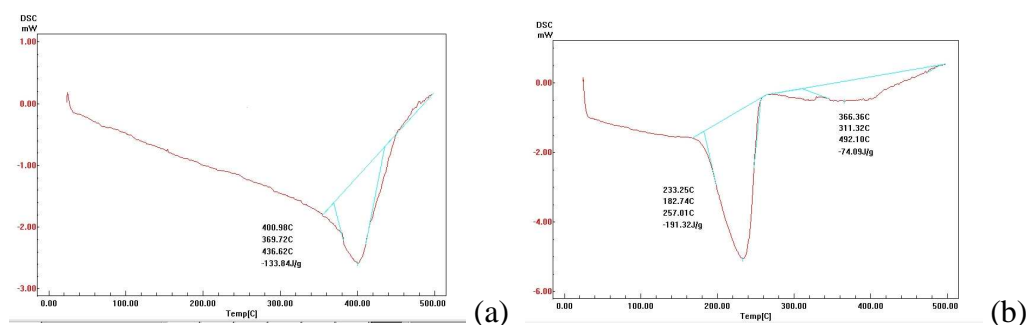 DSC
mW
1.00
0.00
-1.00
-2.00
-3.00
400.98C
369.72C
436.62C
-133.84J/g
0.00 100.00 200.00 300.00 400.00 500.00
Temp[C]
(a)
DSC
mW
0.00
-2.00
-4.00
-6.00
366.36C
311.32C
492.10C
-74.09J/g
233.25C
182.74C
257.01C
-191.32J/g
0.00 100.00 200.00 300.00 400.00 500.00
Temp[C]
(b)